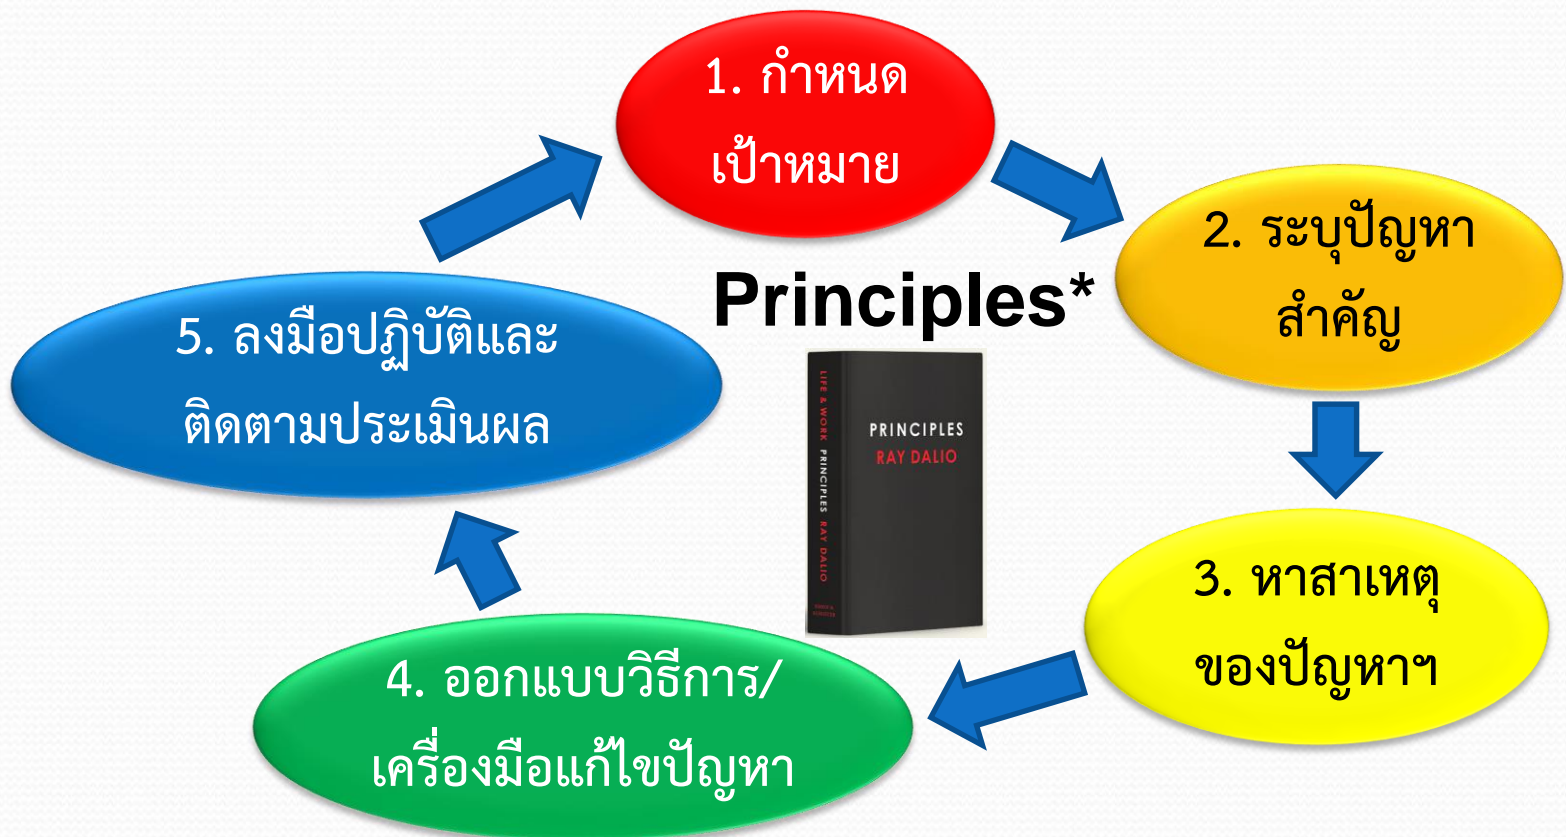 1. กำหนด
เป้าหมาย
2. ระบุปัญหา
สำคัญ
Principles*
5. ลงมือปฏิบัติและ
ติดตามประเมินผล
LIFE & WORK PRINCIPLES RAY DALIO
PRINCIPLES
RAY DALIO
3. หาสาเหตุ
ของปัญหาฯ
4. ออกแบบวิธีการ/
เครื่องมือแก้ไขปัญหา